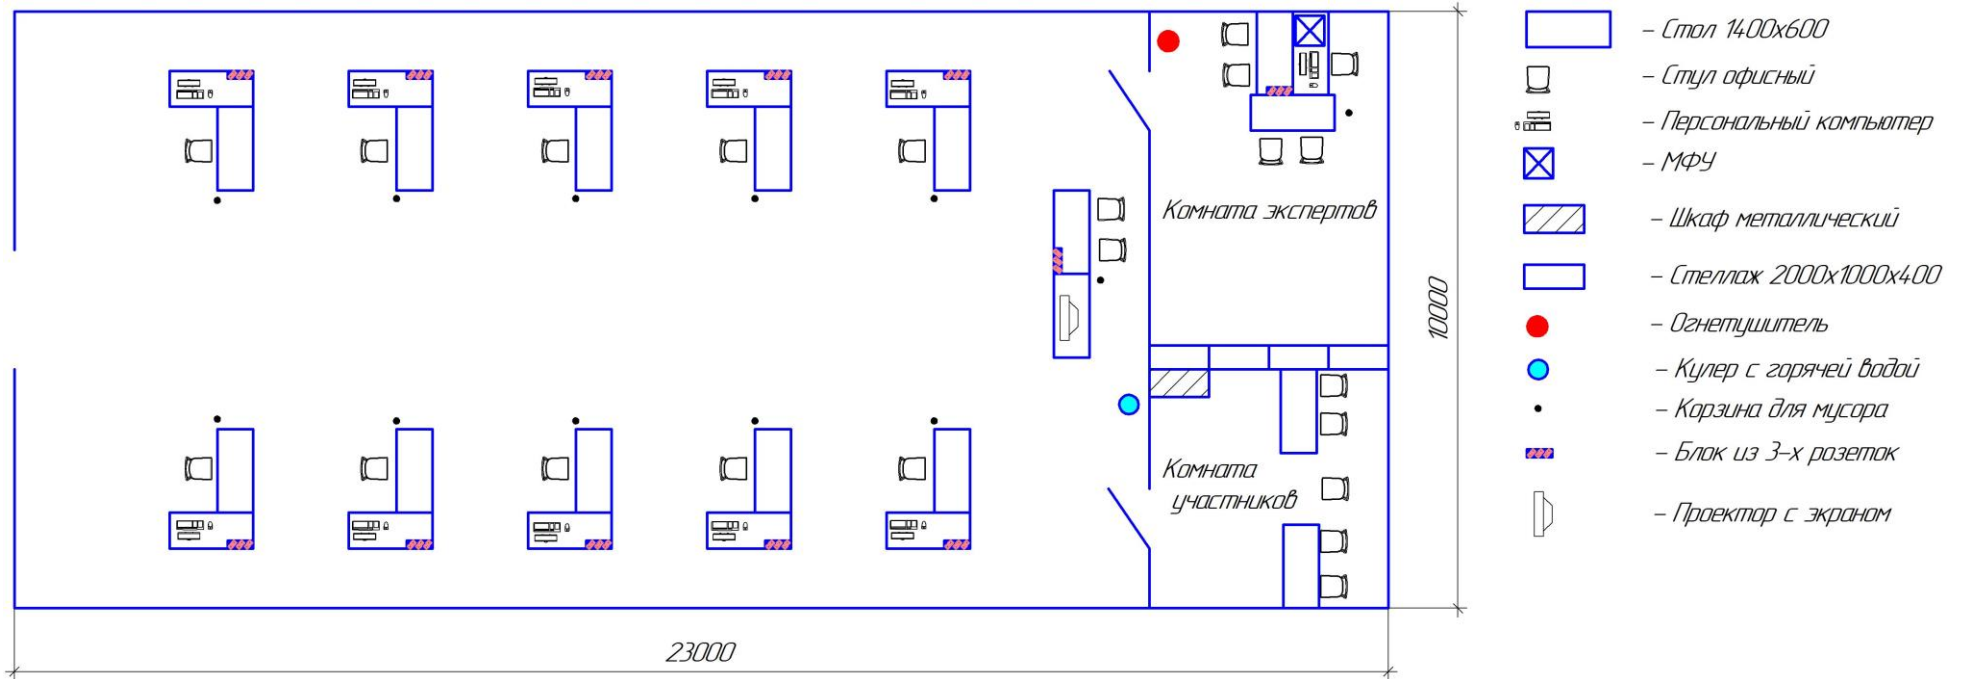 Комната экспертов
Комната
участников
10000
23000
– Стол 1400х600
– Стул офисный
– Персональный компьютер
– МФУ
– Шкаф металлический
– Стеллаж 2000х1000х400
– Огнетушитель
– Кулер с горячей водой
– Корзина для мусора
– Блок из 3-х розеток
– Проектор с экраном